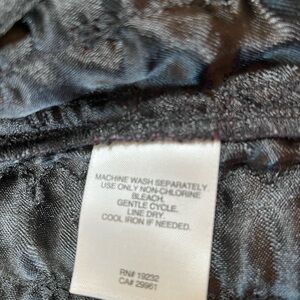 MACHINE WASH SEPARATELY
USE ONLY NON-CHLORINE
BLEACH.
GENTLE CYCLE.
LINE DRY.
COOL IRON IF NEEDED.
RN# 19232
CA# 29961